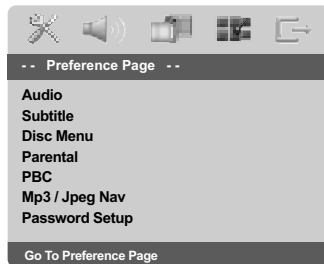 - - Preference Page - -
Audio
Subtitle
Disc Menu
Parental
PBC
Mp3 / Jpeg Nav
Password Setup
Go To Preference Page